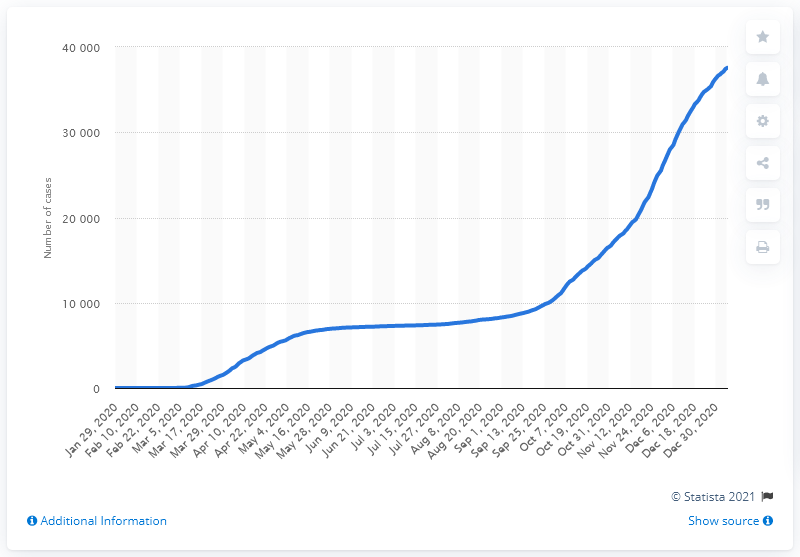 40 000
30 000
20 000
10 000
0
Number of cases
Jan 29, 2020
Feb 10, 2020
Feb 22, 2020
Mar 5, 2020
Mar 17, 2020
Mar 29, 2020
Apr 10, 2020
Apr 22, 2020
May 4, 2020
May 16, 2020
May 28, 2020
Jun 9, 2020
Jun 21, 2020
Jul 3, 2020
Jul 15, 2020
Jul 27, 2020
Aug 8, 2020
Aug 20, 2020
Sep 1, 2020
Sep 13, 2020
Sep 25, 2020
Oct 7, 2020
Oct 19, 2020
Oct 31, 2020
Nov 12, 2020
Nov 24, 2020
Dec 6, 2020
Dec 18, 2020
Dec 30, 2020
© Statista 2021
Additional Information
Show source